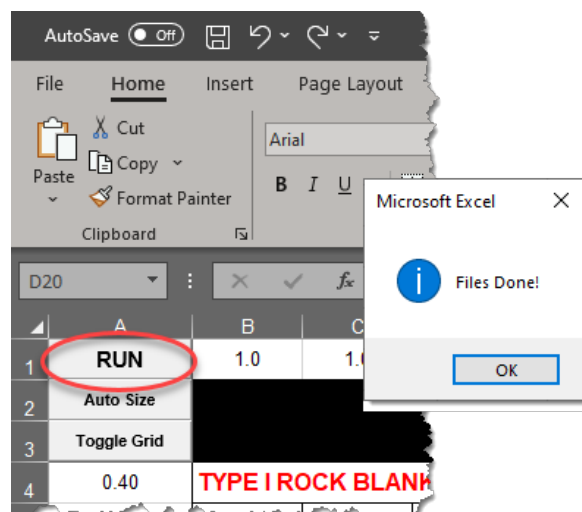 AutoSave Off
File Home Insert Page Layout
Cut
Copy
Format Painter
Paste
Clipboard
Arial
B I U
Microsoft Excel
Files Done!
OK
D20 fx
A B C
1 RUN 1.0
2 Auto Size
3 Toggle Grid
4 0.40 TYPE I ROCK